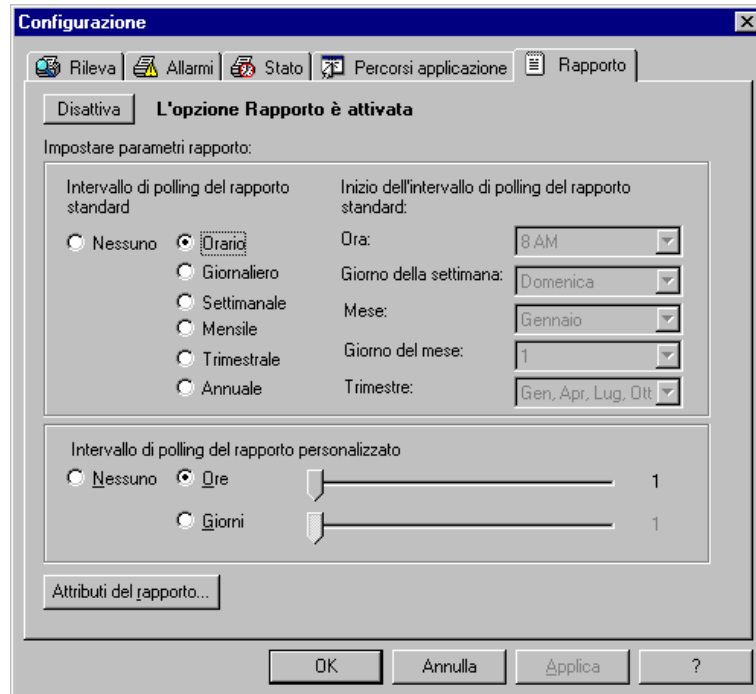 Configurazione
Rileva Allarmi Stato Percorsi applicazione Rapporto
Disattiva L'opzione Rapporto è attivata
Impostare parametri rapporto:
Intervallo di polling del rapporto standard
Inizio dell'intervallo di polling del rapporto standard:
Nessuno Orario
Giornaliero
Settimanale
Mensile
Trimestrale
Annuale
Ora: 8 AM
Giorno della settimana: Domenica
Mese: Gennaio
Giorno del mese: 1
Trimestre: Gen, Apr, Lug, Ott
Intervallo di polling del rapporto personalizzato
Nessuno Ore 1
Giorni 1
Attributi del rapporto...
OK Annulla Applica ?